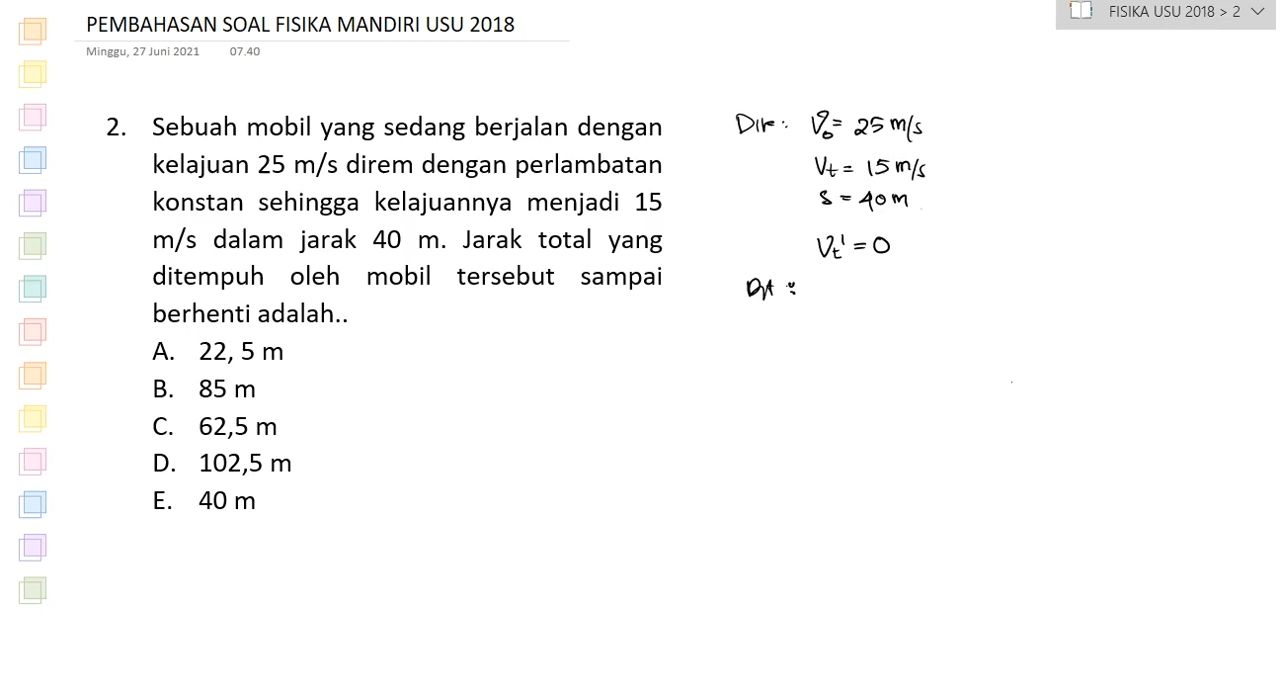 PEMBAHASAN SOAL FISIKA MANDIRI USU 2018
Minggu, 27 Juni 2021 07.40
FISIKA USU 2018 > 2
2. Sebuah mobil yang sedang berjalan dengan
kelajuan 25 m/s direm dengan perlambatan
konstan sehingga kelajuannya menjadi 15
m/s dalam jarak 40 m. Jarak total yang
ditempuh oleh mobil tersebut sampai
berhenti adalah..
A. 22, 5 m
B. 85 m
C. 62,5 m
D. 102,5 m
E. 40 m
Dik: V₀ = 25 m/s
Vt = 15 m/s
S = 40 m
Vt' = 0
Dit :